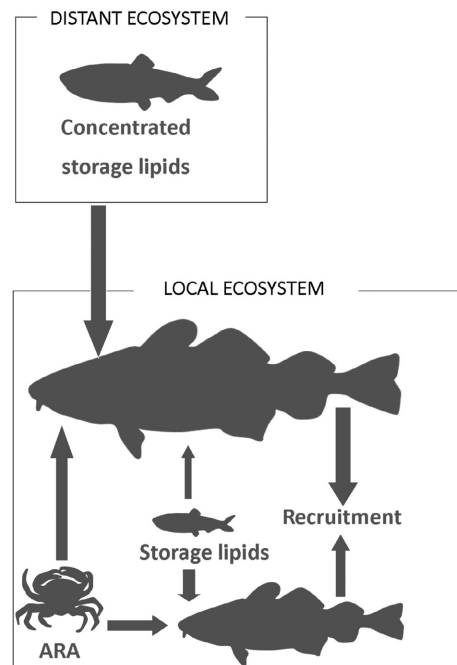 DISTANT ECOSYSTEM
Concentrated
storage lipids
LOCAL ECOSYSTEM
Recruitment
Storage lipids
ARA